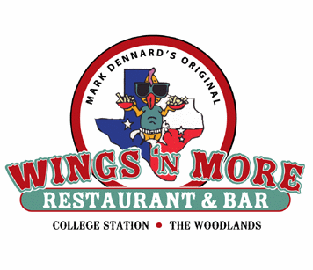 MARK DENNARD'S ORIGINAL
WINGS 'N MORE
RESTAURANT & BAR
COLLEGE STATION • THE WOODLANDS